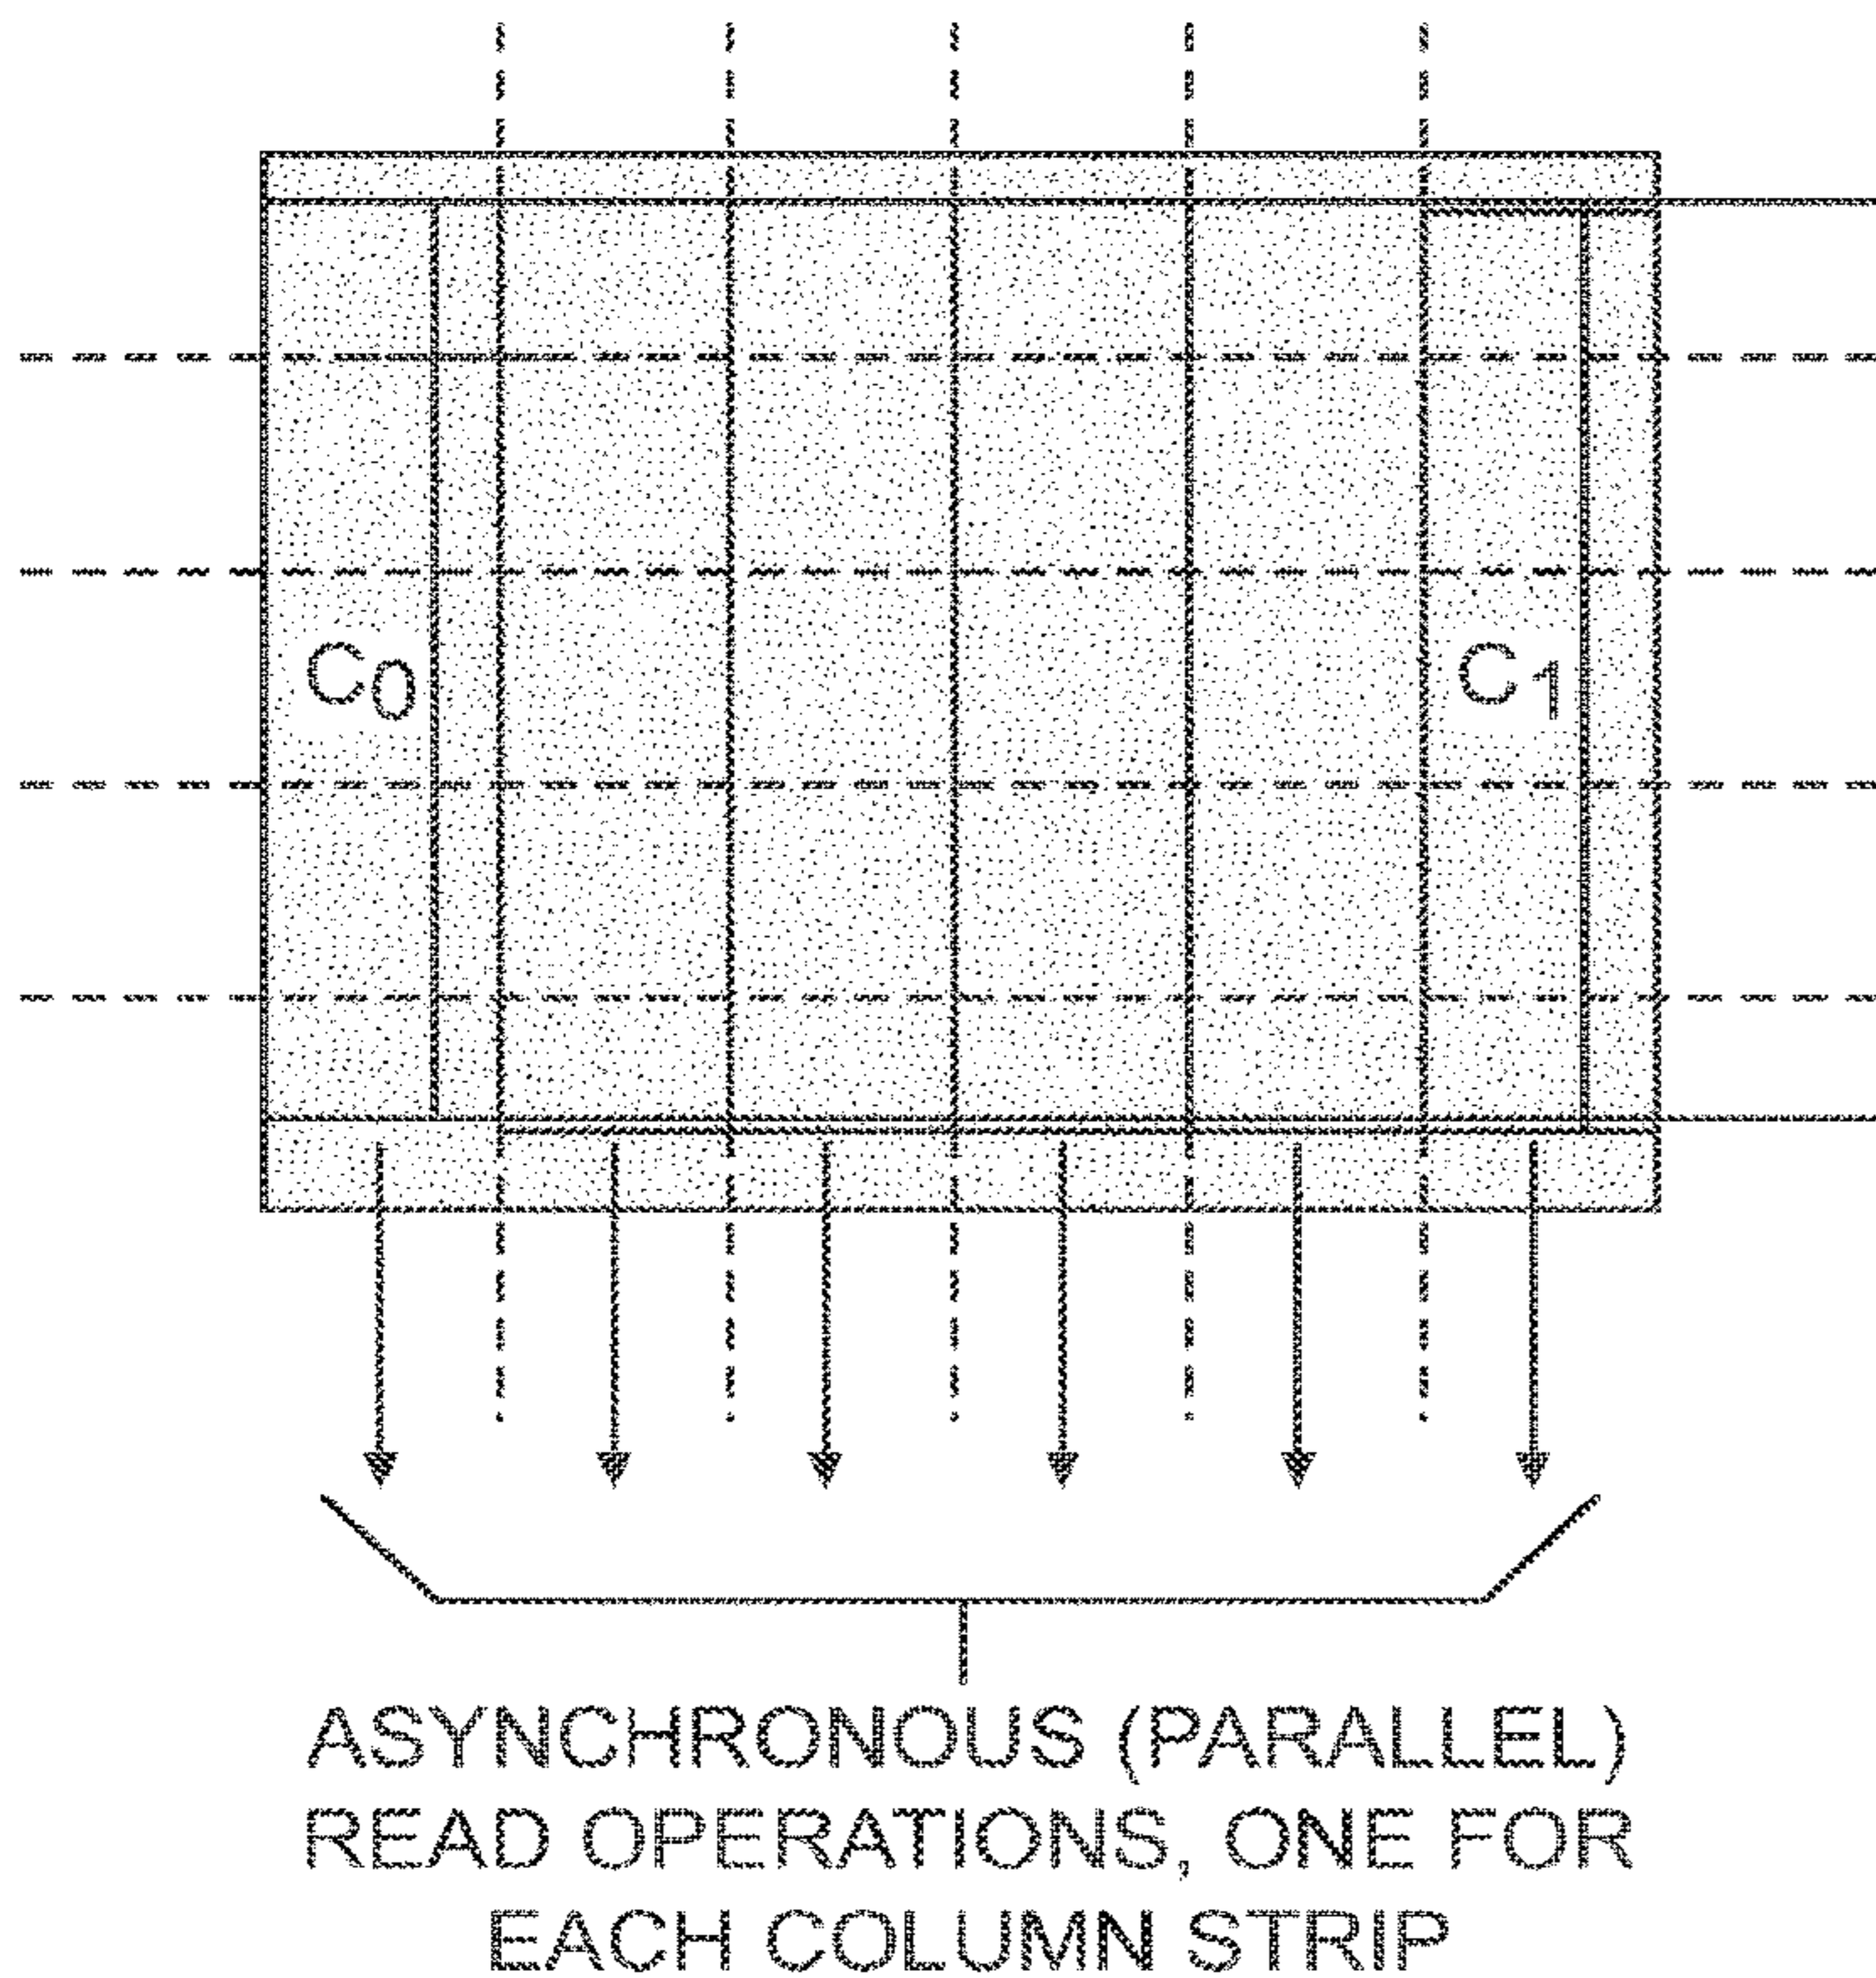 C0 C1
ASYNCHRONOUS (PARALLEL)
READ OPERATIONS, ONE FOR
EACH COLUMN STRIP